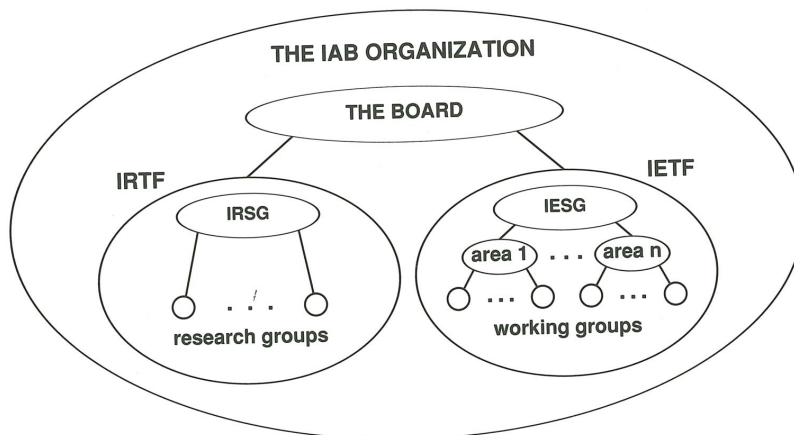 THE IAB ORGANIZATION
THE BOARD
IRTF
IETF
IRSG
IESG
area 1 . . . area n
. . .
... ...
research groups
working groups